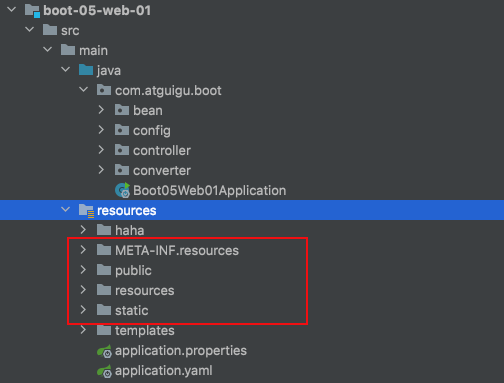 boot-05-web-01
src
main
java
com.atguigu.boot
bean
config
controller
converter
Boot05Web01Application
resources
haha
META-INF.resources
public
resources
static
templates
application.properties
application.yaml